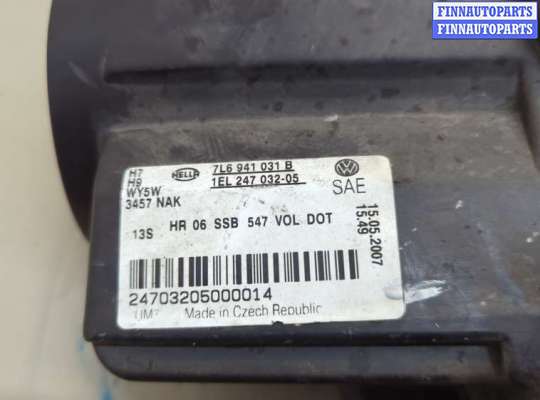 FINNAUTOPARTS
FINNAUTOPARTS
H7
H9
WY5W
3457 NAK
HELLA
7L6 941 031 B
1EL 247 032-05
SAE
15.05.2007
15:49
13S HR 06 SSB 547 VOL DOT
24703205000014
Made in Czech Republic